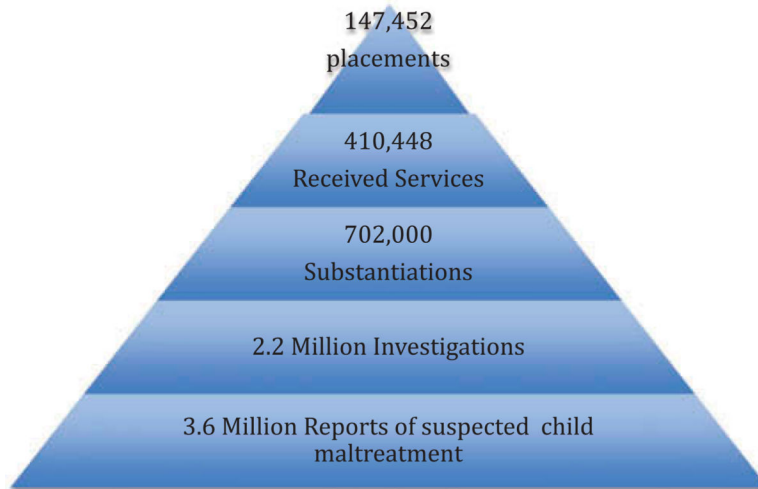 147,452
placements
410,448
Received Services
702,000
Substantiations
2.2 Million Investigations
3.6 Million Reports of suspected child
maltreatment